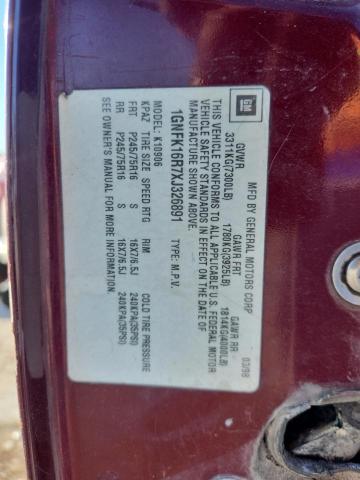 GM
MFD BY GENERAL MOTORS CORP
03/98
GVWR GAWR FRT GAWR RR
3311KG(7300LB) 1780KG(3925LB) 1814KG(4000LB)
THIS VEHICLE CONFORMS TO ALL APPLICABLE U.S. FEDERAL MOTOR
VEHICLE SAFETY STANDARDS IN EFFECT ON THE DATE OF
MANUFACTURE SHOWN ABOVE.
1GNFK16R7XJ326891 TYPE: M.P.V.
MODEL: K10906
KPAZ TIRE SIZE SPEED RTG RIM COLD TIRE PRESSURE
FRT P245/75R16 S 16X7/6.5J 240KPA(35PSI)
RR P245/75R16 S 16X7/6.5J 240KPA(35PSI)
SEE OWNER'S MANUAL FOR ADDITIONAL INFORMATION.